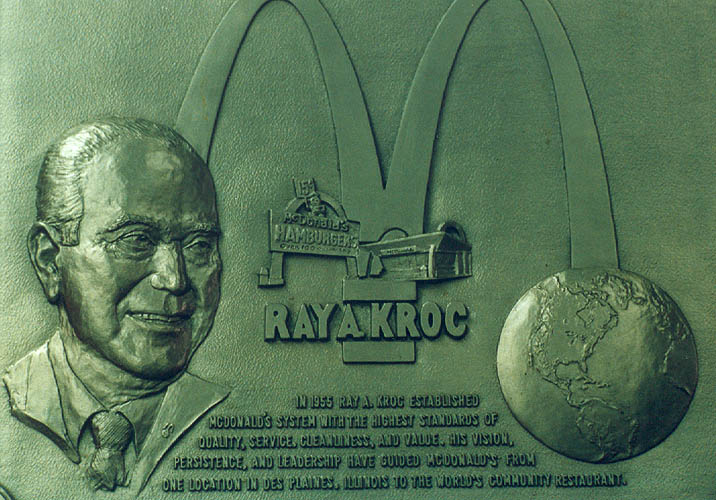 15¢
McDONALD'S
HAMBURGERS
RAY A. KROC
IN 1955 RAY A. KROC ESTABLISHED
MCDONALD'S SYSTEM WITH THE HIGHEST STANDARDS OF
QUALITY, SERVICE, CLEANLINESS, AND VALUE. HIS VISION,
PERSISTENCE, AND LEADERSHIP HAVE GUIDED MCDONALD'S FROM
ONE LOCATION IN DES PLAINES, ILLINOIS TO THE WORLD'S COMMUNITY RESTAURANT.